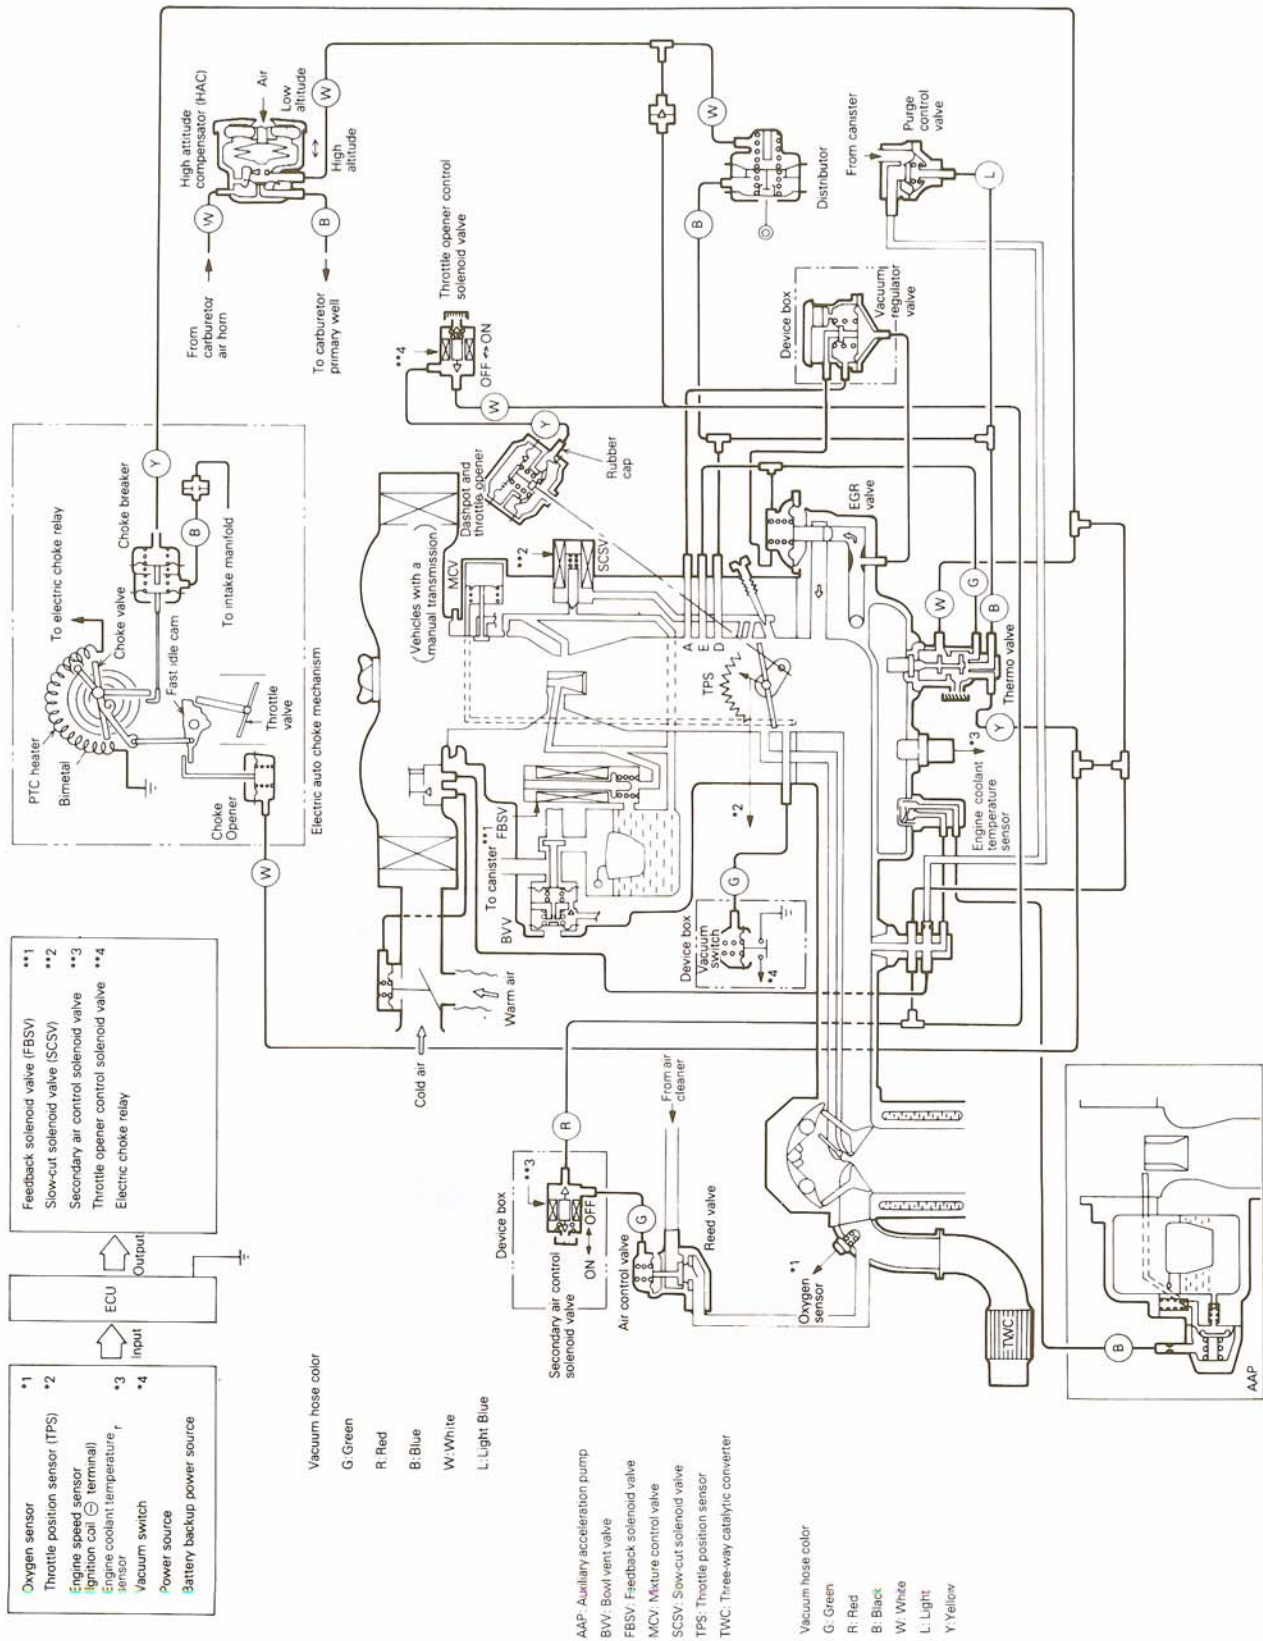 Oxygen sensor *1
Throttle position sensor (TPS) *2
Engine speed sensor
Ignition coil ⊖ terminal)
Engine coolant temperature r
sensor *3
Vacuum switch *4
Power source
Battery backup power source
Input
ECU
Output
Feedback solenoid valve (FBSV) **1
Slow-cut solenoid valve (SCSV) **2
Secondary air control solenoid valve **3
Throttle opener control solenoid valve **4
Electric choke relay
PTC heater
Bimetal
To electric choke relay
Choke valve
Fast idle cam
Choke breaker
Y
B
To intake manifold
Throttle
valve
Choke
Opener
W
Electric auto choke mechanism
High attitude
compensator (HAC)
Air
Low
altitude
High
altitude
W
W
B
From
carburetor
air horn
To carburetor
primary well
Vacuum hose color
G:Green
R:Red
B:Blue
W:White
L:Light Blue
Cold air
Warm air
(Vehicles with a
manual transmission)
MCV
Dashpot and
throttle opener
Rubber
cap
Y
W
**4
Throttle opener control
solenoid valve
OFF ↔ ON
To canister
BVV
**1
FBSV
**2
SCSV
A
E
D
TPS
*2
Device box
Vacuum
switch
G
*4
EGR
valve
Device box
Vacuum
regulator
valve
B
W
Distributor
From canister
Purge
control
valve
L
Device box
**3
R
Secondary air control
solenoid valve
ON ↔ OFF
G
Air control valve
From air
cleaner
Reed valve
*1
Oxygen
sensor
TWC
Engine coolant
temperature
sensor
*3
Y
Thermo valve
W
G
B
B
AAP
AAP: Auxiliary acceleration pump
BVV: Bowl vent valve
FBSV: Feedback solenoid valve
MCV: Mixture control valve
SCSV: Slow-cut solenoid valve
TPS: Throttle position sensor
TWC: Three-way catalytic converter
Vacuum hose color
G: Green
R: Red
B: Black
W: White
L: Light
Y:Yellow